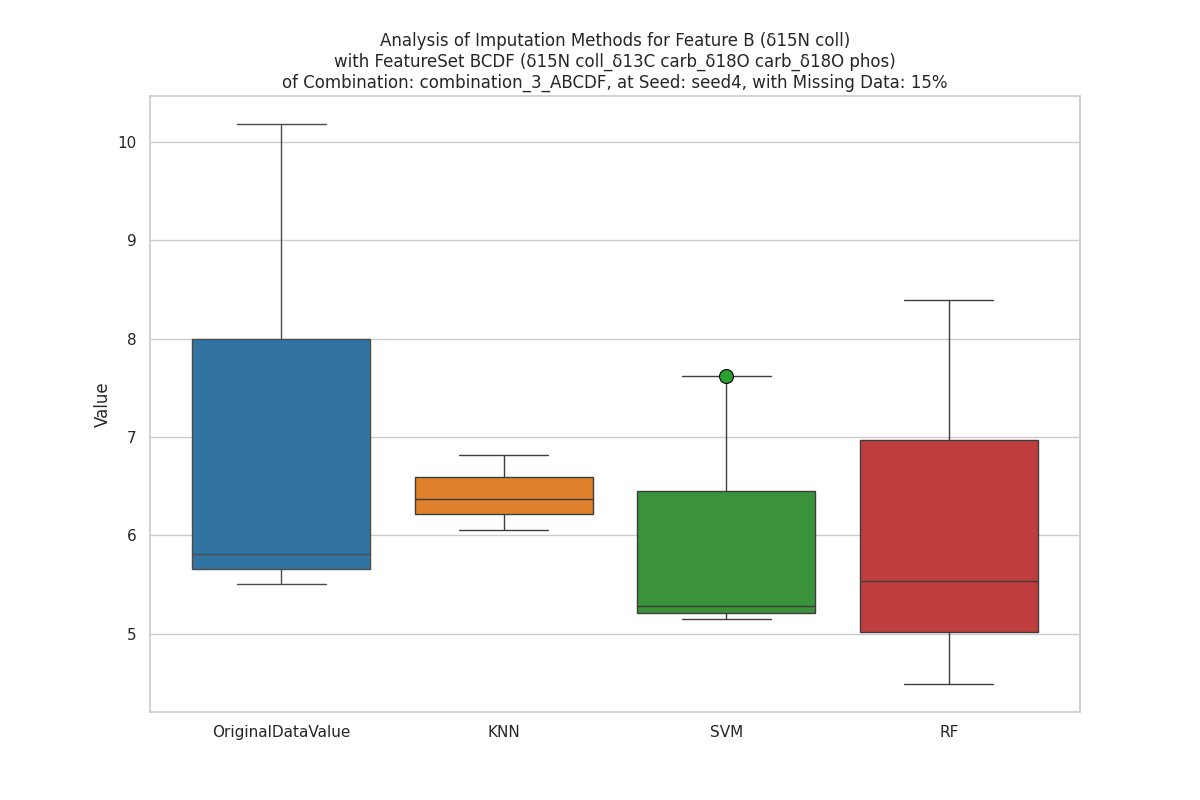 Analysis of Imputation Methods for Feature B (δ15N coll)
with FeatureSet BCDF (δ15N coll_δ13C carb_δ18O carb_δ18O phos)
of Combination: combination_3_ABCDF, at Seed: seed4, with Missing Data: 15%
10
9
8
7
6
5
Value
OriginalDataValue
KNN
SVM
RF